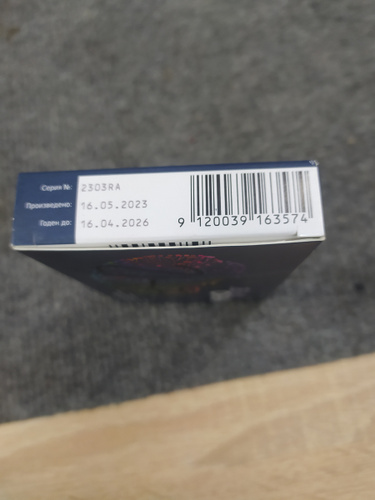 Серия №: 2303RA
Произведено: 16.05.2023
Годен до: 16.04.2026
9 120039 163574